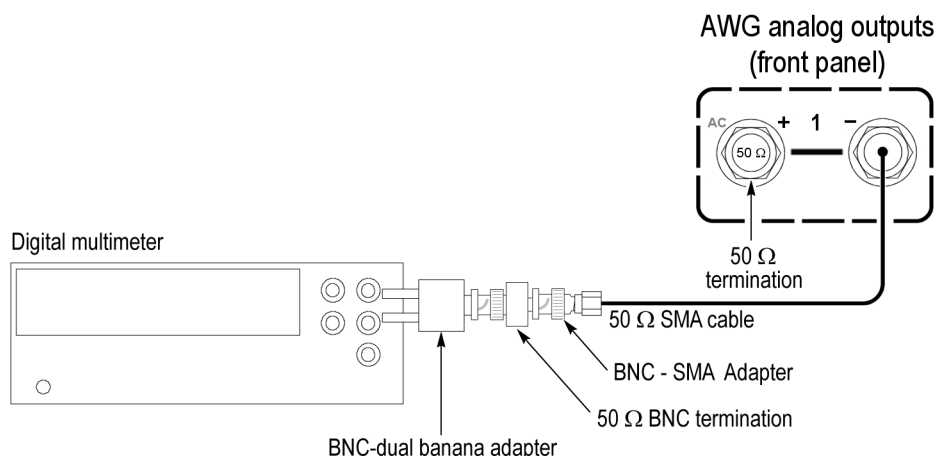 AWG analog outputs
(front panel)
AC + 1 –
50 Ω
50 Ω
termination
Digital multimeter
50 Ω SMA cable
BNC - SMA Adapter
50 Ω BNC termination
BNC-dual banana adapter